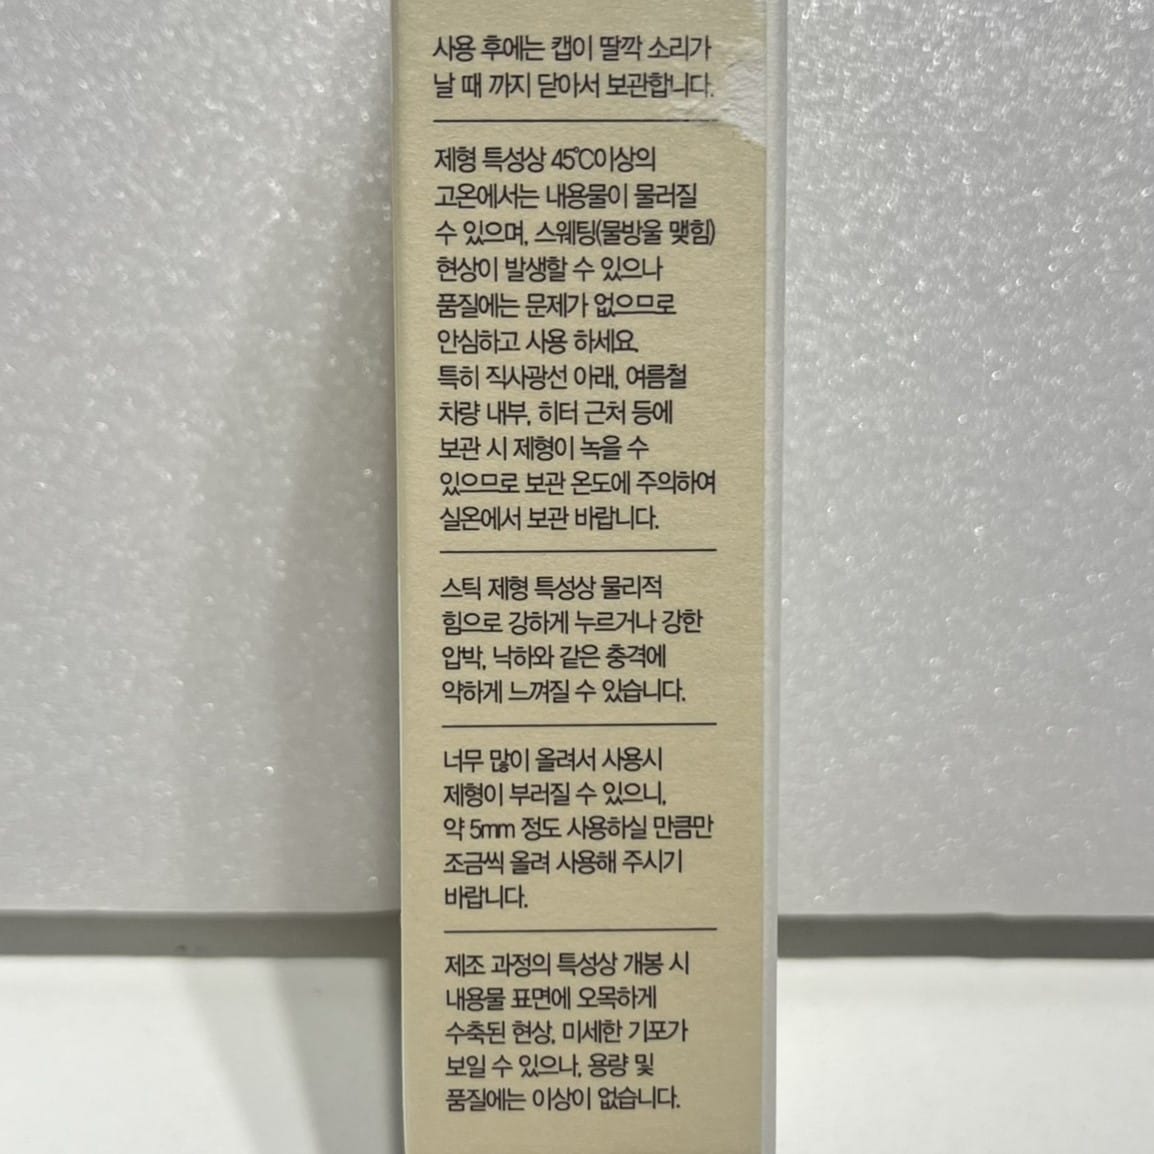 사용 후에는 캡이 딸깍 소리가
날 때 까지 닫아서 보관합니다.
제형 특성상 45℃이상의
고온에서는 내용물이 물러질
수 있으며, 스웨팅(물방울 맺힘)
현상이 발생할 수 있으나
품질에는 문제가 없으므로
안심하고 사용 하세요.
특히 직사광선 아래, 여름철
차량 내부, 히터 근처 등에
보관 시 제형이 녹을 수
있으므로 보관 온도에 주의하여
실온에서 보관 바랍니다.
스틱 제형 특성상 물리적
힘으로 강하게 누르거나 강한
압박, 낙하와 같은 충격에
약하게 느껴질 수 있습니다.
너무 많이 올려서 사용시
제형이 부러질 수 있으니,
약 5mm 정도 사용하실 만큼만
조금씩 올려 사용해 주시기
바랍니다.
제조 과정의 특성상 개봉 시
내용물 표면에 오목하게
수축된 현상, 미세한 기포가
보일 수 있으나, 용량 및
품질에는 이상이 없습니다.